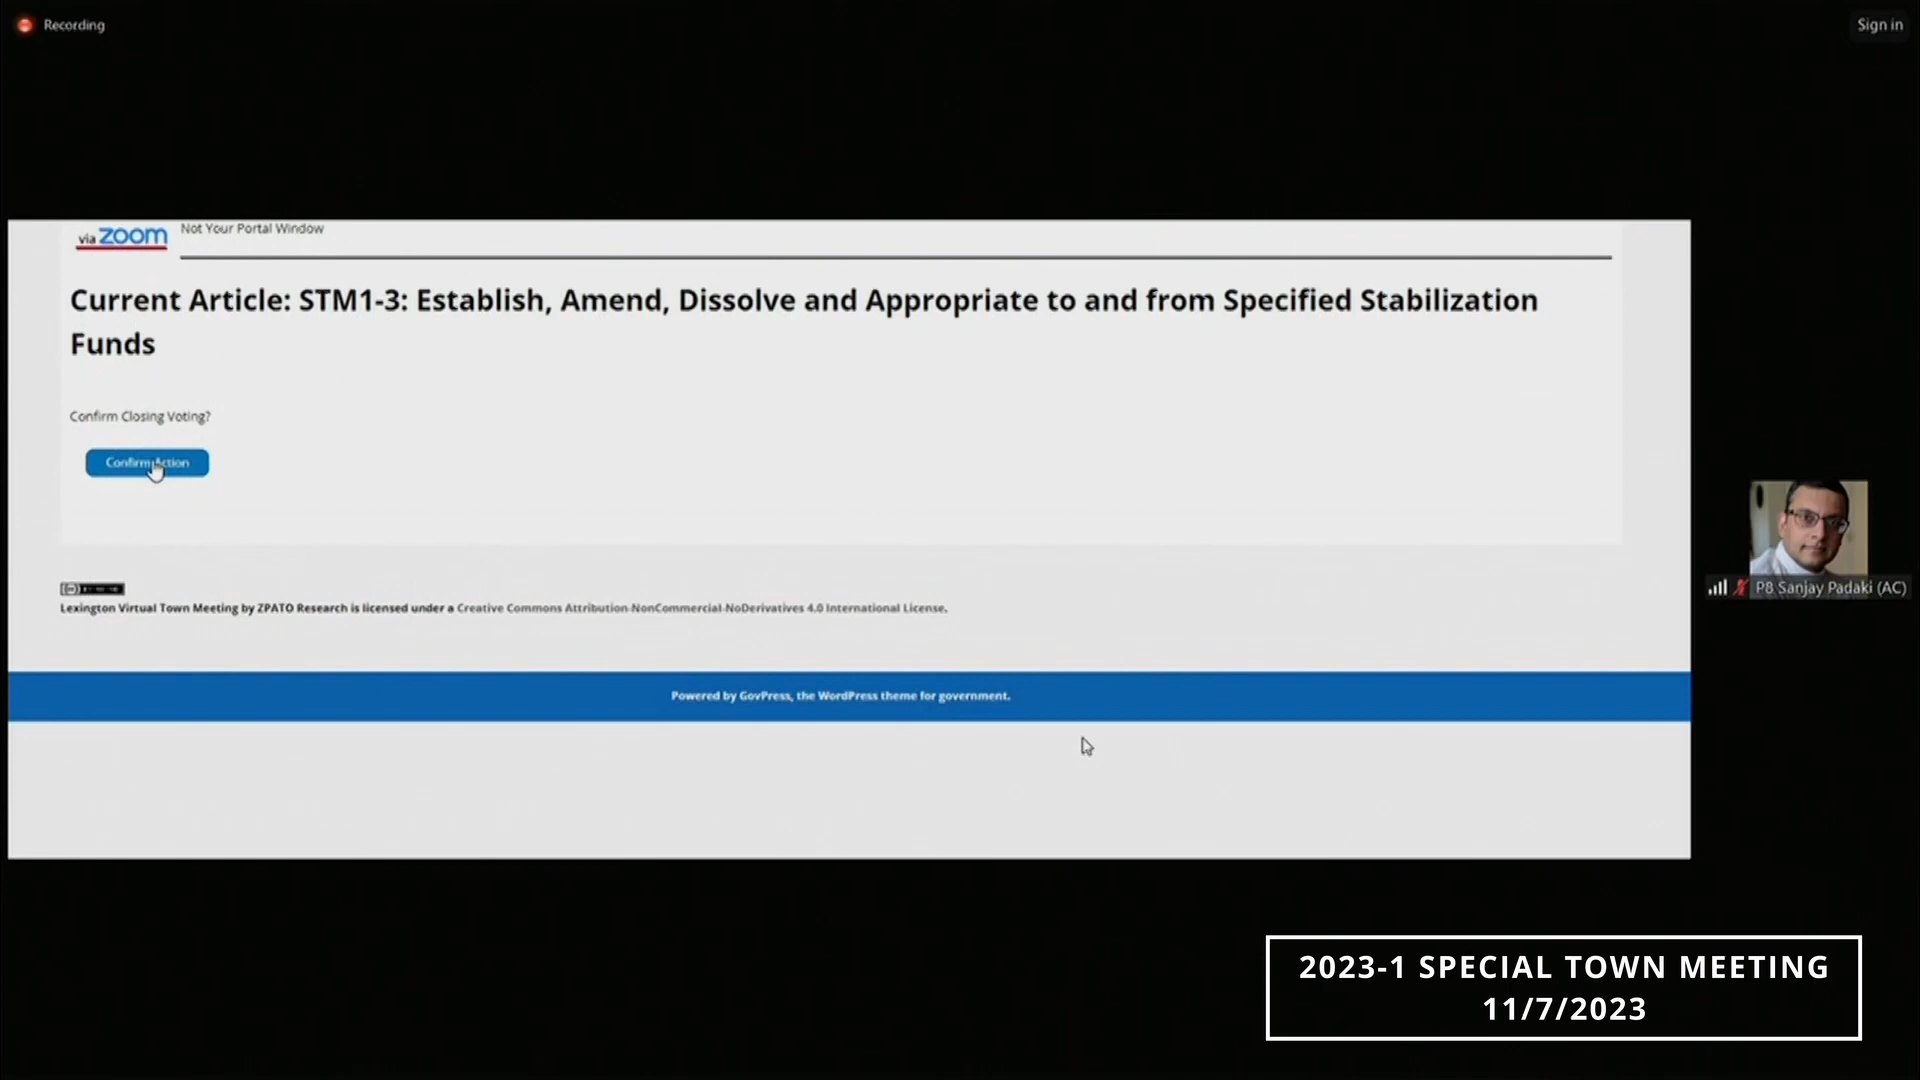 Recording
Sign in
via zoom
Not Your Portal Window
Current Article: STM1-3: Establish, Amend, Dissolve and Appropriate to and from Specified Stabilization
Funds
Confirm Closing Voting?
Confirm Action
Lexington Virtual Town Meeting by ZPATO Research is licensed under a Creative Commons Attribution-NonCommercial-NoDerivatives 4.0 International License.
Powered by GovPress, the WordPress theme for government.
P8 Sanjay Padaki (AC)
2023-1 SPECIAL TOWN MEETING
11/7/2023